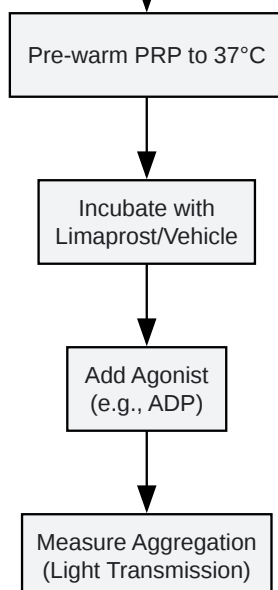 Pre-warm PRP to 37°C
Incubate with
Limaprost/Vehicle
Add Agonist
(e.g., ADP)
Measure Aggregation
(Light Transmission)